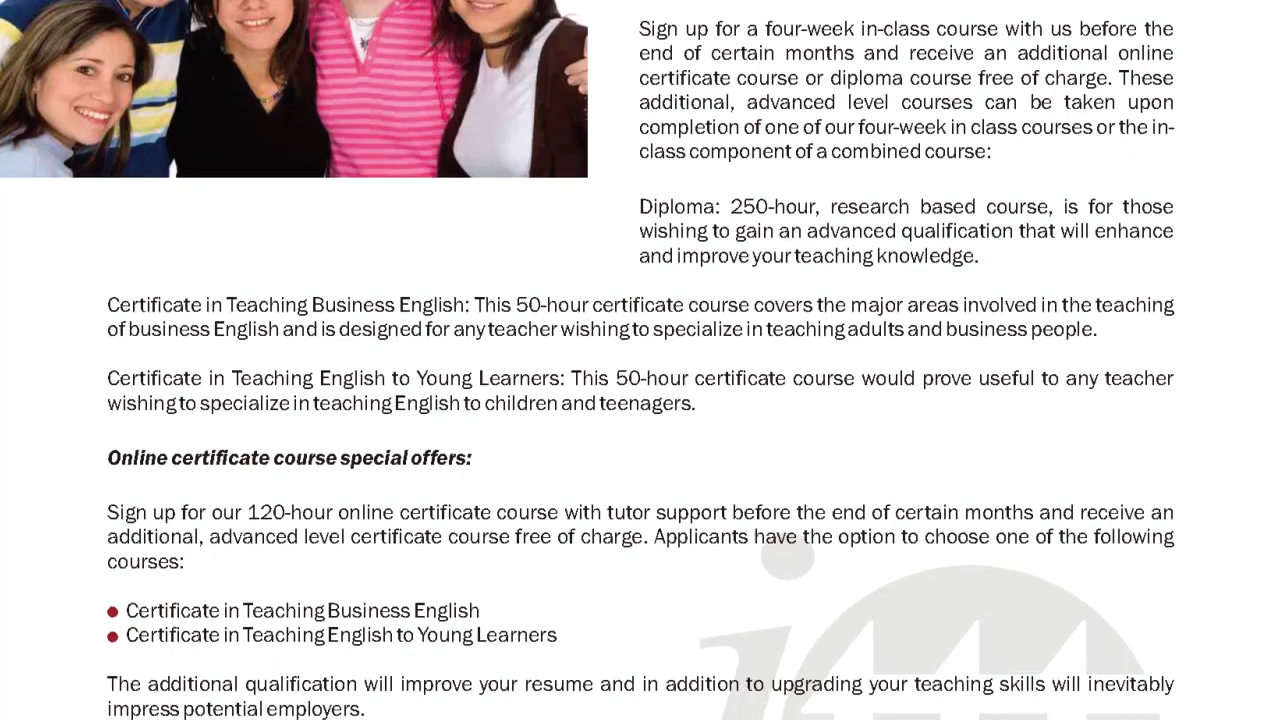 Sign up for a four-week in-class course with us before the
end of certain months and receive an additional online
certificate course or diploma course free of charge. These
additional, advanced level courses can be taken upon
completion of one of our four-week in class courses or the in-
class component of a combined course:
Diploma: 250-hour, research based course, is for those
wishing to gain an advanced qualification that will enhance
and improve your teaching knowledge.
Certificate in Teaching Business English: This 50-hour certificate course covers the major areas involved in the teaching
of business English and is designed for any teacher wishing to specialize in teaching adults and business people.
Certificate in Teaching English to Young Learners: This 50-hour certificate course would prove useful to any teacher
wishing to specialize in teaching English to children and teenagers.
Online certificate course special offers:
Sign up for our 120-hour online certificate course with tutor support before the end of certain months and receive an
additional, advanced level certificate course free of charge. Applicants have the option to choose one of the following
courses:
● Certificate in Teaching Business English
● Certificate in Teaching English to Young Learners
The additional qualification will improve your resume and in addition to upgrading your teaching skills will inevitably
impress potential employers.